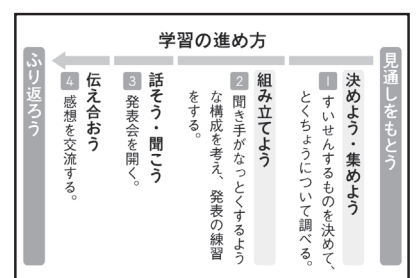 学習の進め方
見通しをもとう
決めよう・集めよう
1 すいせんするものを決めて、
とくちょうについて調べる。
組み立てよう
2 聞き手がなっとくするよう
な構成を考え、発表の練習
をする。
話そう・聞こう
3 発表会を開く。
伝え合おう
4 感想を交流する。
ふり返ろう